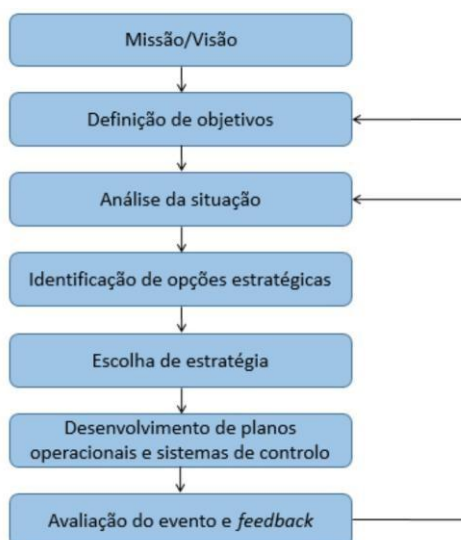 Missão/Visão
Definição de objetivos
Análise da situação
Identificação de opções estratégicas
Escolha de estratégia
Desenvolvimento de planos
operacionais e sistemas de controlo
Avaliação do evento e feedback